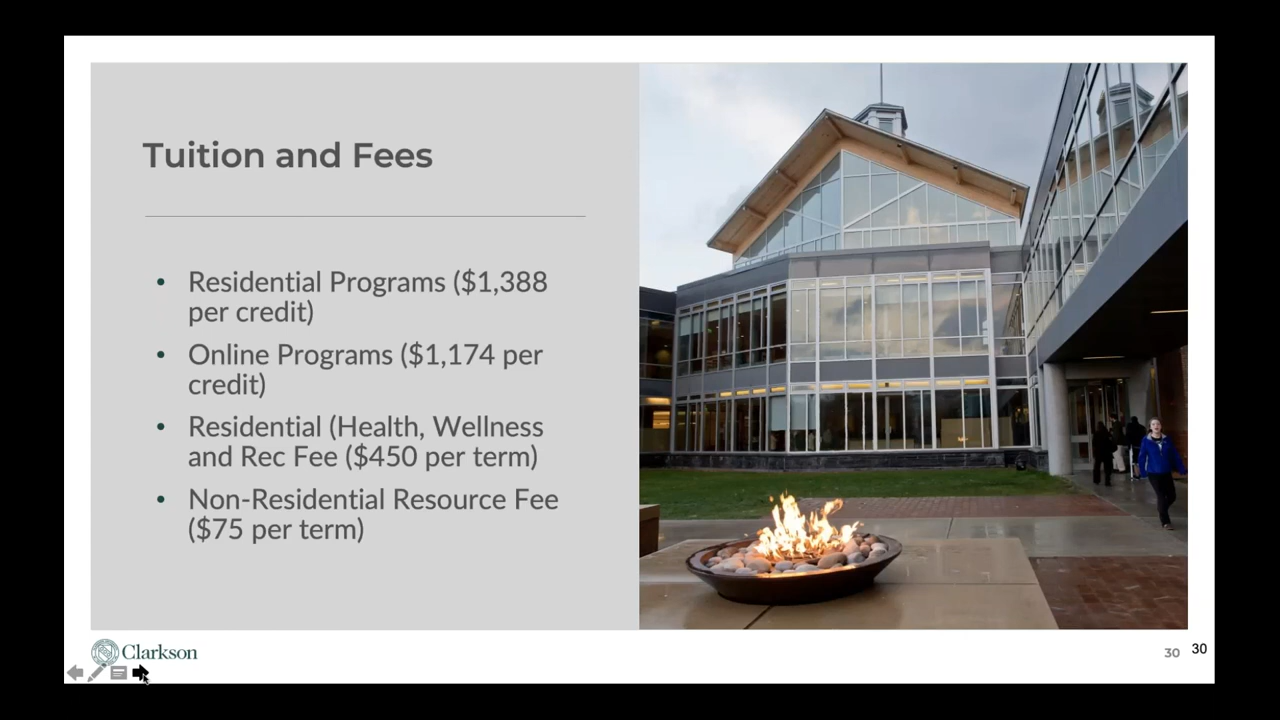 Tuition and Fees
• Residential Programs ($1,388
per credit)
• Online Programs ($1,174 per
credit)
• Residential (Health, Wellness
and Rec Fee ($450 per term)
• Non-Residential Resource Fee
($75 per term)
Clarkson
30 30